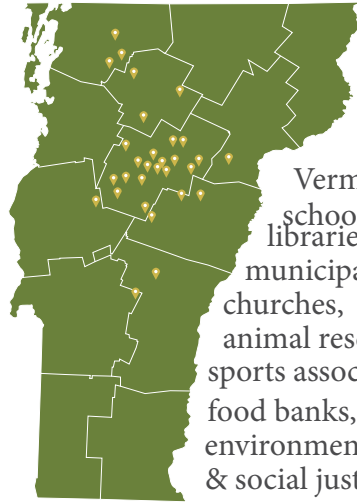 Verm
schoo
librarie
municipa
churches,
animal resc
sports assoc
food banks,
environmen
& social just